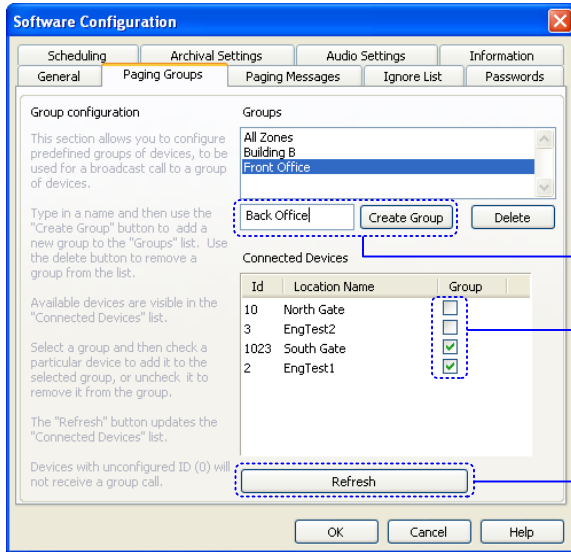 Software Configuration
Scheduling Archival Settings Audio Settings Information
General Paging Groups Paging Messages Ignore List Passwords
Group configuration
This section allows you to configure
predefined groups of devices, to be
used for a broadcast call to a group
of devices.
Type in a name and then use the
"Create Group" button to add a
new group to the "Groups" list. Use
the delete button to remove a
group from the list.
Available devices are visible in the
"Connected Devices" list.
Select a group and then check a
particular device to add it to the
selected group, or uncheck it to
remove it from the group.
The "Refresh" button updates the
"Connected Devices" list.
Devices with unconfigured ID (0) will
not receive a group call.
Groups
All Zones
Building B
Front Office
Back Office Create Group Delete
Connected Devices
Id Location Name Group
10 North Gate
3 EngTest2
1023 South Gate
2 EngTest1
Refresh
OK Cancel Help